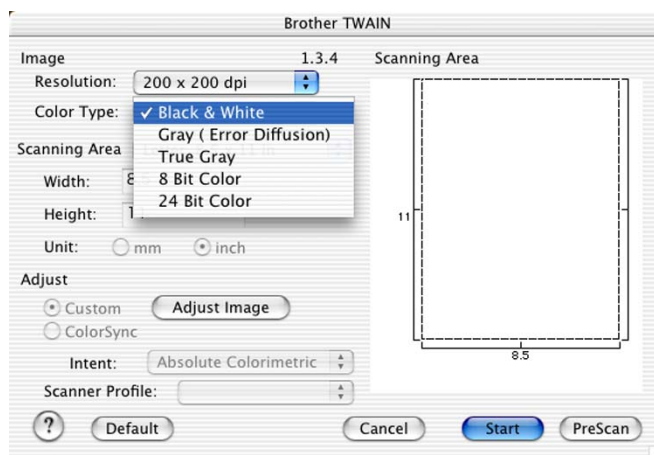 Brother TWAIN
Image 1.3.4 Scanning Area
Resolution: 200 x 200 dpi
Color Type: ✓ Black & White
Gray ( Error Diffusion)
Scanning Area
True Gray
Width: 8 Bit Color
24 Bit Color
Height:
11
Unit: mm inch
Adjust
Custom Adjust Image
ColorSync
8.5
Intent: Absolute Colorimetric
Scanner Profile:
? Default Cancel Start PreScan